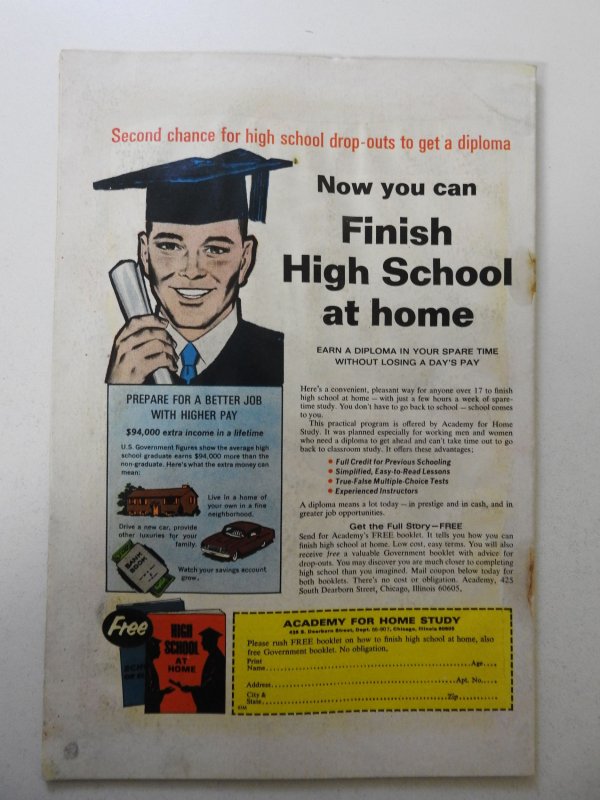 Second chance for high school drop-outs to get a diploma
Now you can
Finish
High School
at home
EARN A DIPLOMA IN YOUR SPARE TIME
WITHOUT LOSING A DAY'S PAY
PREPARE FOR A BETTER JOB
WITH HIGHER PAY
$94,000 extra income in a lifetime
U.S. Government figures show the average high
school graduate earns $94,000 more than the
non-graduate. Here's what the extra money can
mean:
Live in a home of
your own in a fine
neighborhood.
Drive a new car, provide
other luxuries for your
family.
BANK
BOOK
Watch your savings account
grow.
Here's a convenient, pleasant way for anyone over 17 to finish
high school at home — with just a few hours a week of spare-
time study. You don't have to go back to school — school comes
to you.
This practical program is offered by Academy for Home
Study. It was planned especially for working men and women
who need a diploma to get ahead and can't take time out to go
back to classroom study. It offers these advantages:
• Full Credit for Previous Schooling
• Simplified, Easy-to-Read Lessons
• True-False Multiple-Choice Tests
• Experienced Instructors
A diploma means a lot today — in prestige and in cash, and in
greater job opportunities.
Get the Full Story—FREE
Send for Academy's FREE booklet. It tells you how you can
finish high school at home. Low cost, easy terms. You will also
receive free a valuable Government booklet with advice for
drop-outs. You may discover you are much closer to completing
high school than you imagined. Mail coupon below today for
both booklets. There's no cost or obligation. Academy, 425
South Dearborn Street, Chicago, Illinois 60605.
Free
HIGH
SCHOOL
AT
HOME
ACADEMY FOR HOME STUDY
425 S. Dearborn Street, Dept. Chicago, Illinois 60605
Please rush FREE booklet on how to finish high school at home, also
free Government booklet. No obligation.
Print
Name Age
Address Apt. No.
City &
State Zip